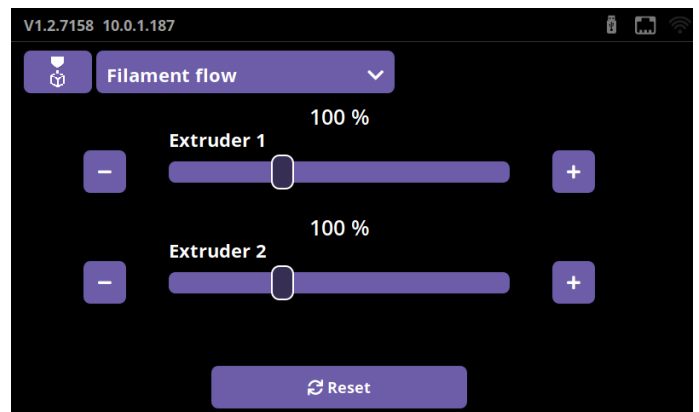 V1.2.7158 10.0.1.187
Filament flow
100 %
Extruder 1
100 %
Extruder 2
Reset